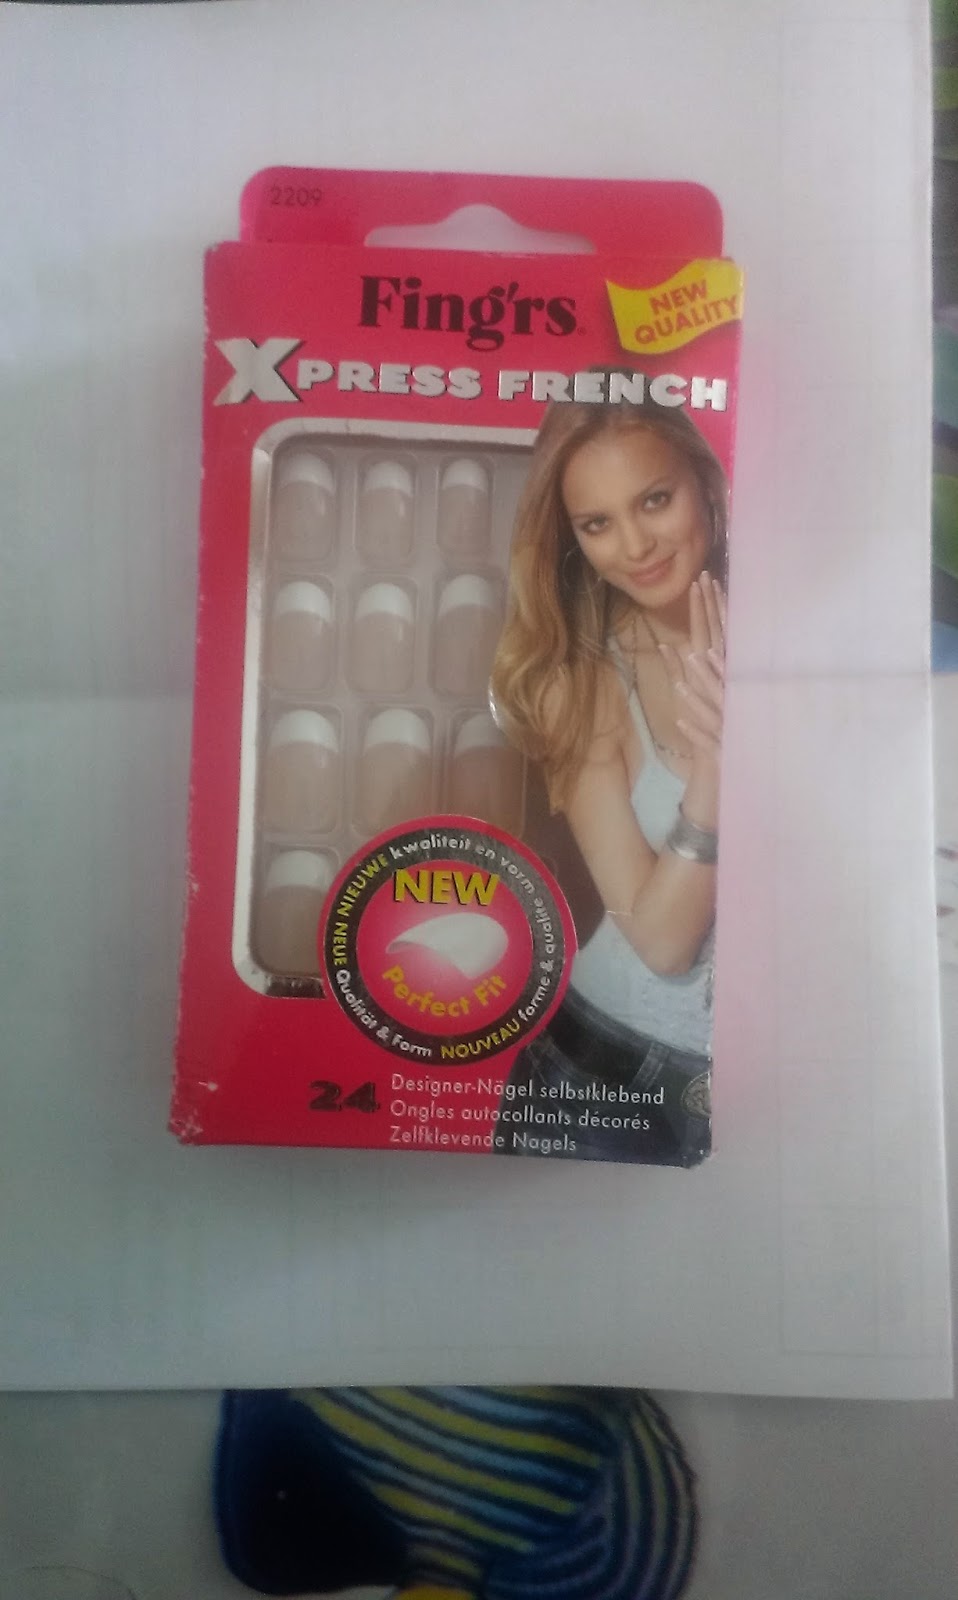 2209
Fing'rs
NEW
QUALITY
XPRESS FRENCH
NIEUWE kwaliteit en vorm
NOUVEAU forme & qualité
NEUE Qualität & Form
NEW
Perfect Fit
24
Designer-Nägel selbstklebend
Ongles autocollants décorés
Zelfklevende Nagels